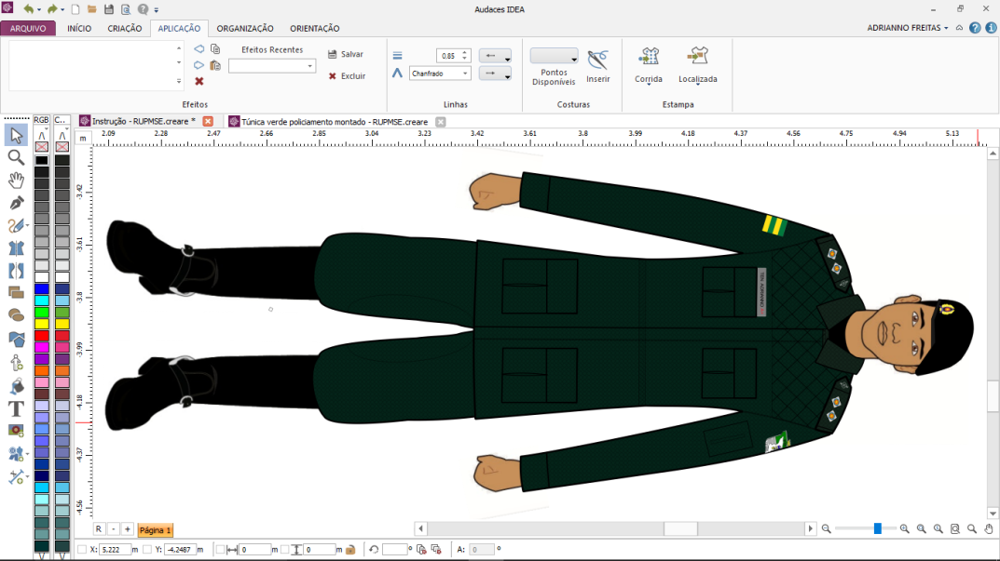 Audaces IDEA
ARQUIVO INÍCIO CRIAÇÃO APLICAÇÃO ORGANIZAÇÃO ORIENTAÇÃO ADRIANNO FREITAS
Efeitos Recentes
Salvar
Excluir
Efeitos
0,85
Chanfrado
Linhas
Pontos
Disponíveis
Inserir
Costuras
Corrida
Localizada
Estampa
RGB C...
Instrução - RUPMSE.creare *
Túnica verde policiamento montado - RUPMSE.creare
m
2.09 2.28 2.47 2.66 2.85 3.04 3.23 3.42 3.61 3.8 3.99 4.18 4.37 4.56 4.75 4.94 5.13
-3.42
-3.61
-3.8
-3.99
-4.18
-4.37
-4.56
R - + Página 1
X: 5.222 m Y: -4.2487 m 0 m 0 m ° A: 0 °